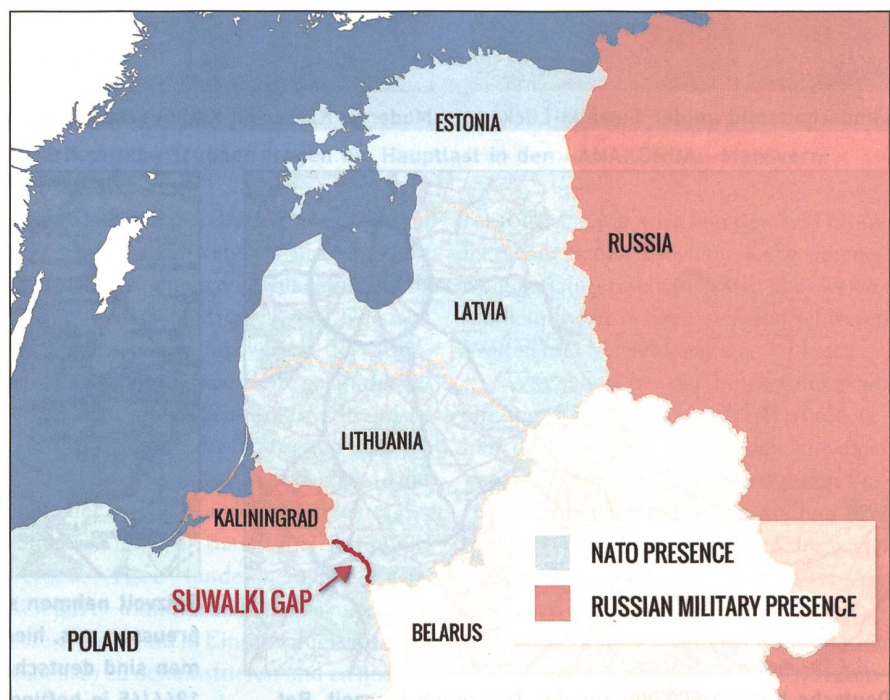 ESTONIA
RUSSIA
LATVIA
LITHUANIA
KALININGRAD
NATO PRESENCE
SUWALKI GAP
RUSSIAN MILITARY PRESENCE
POLAND
BELARUS